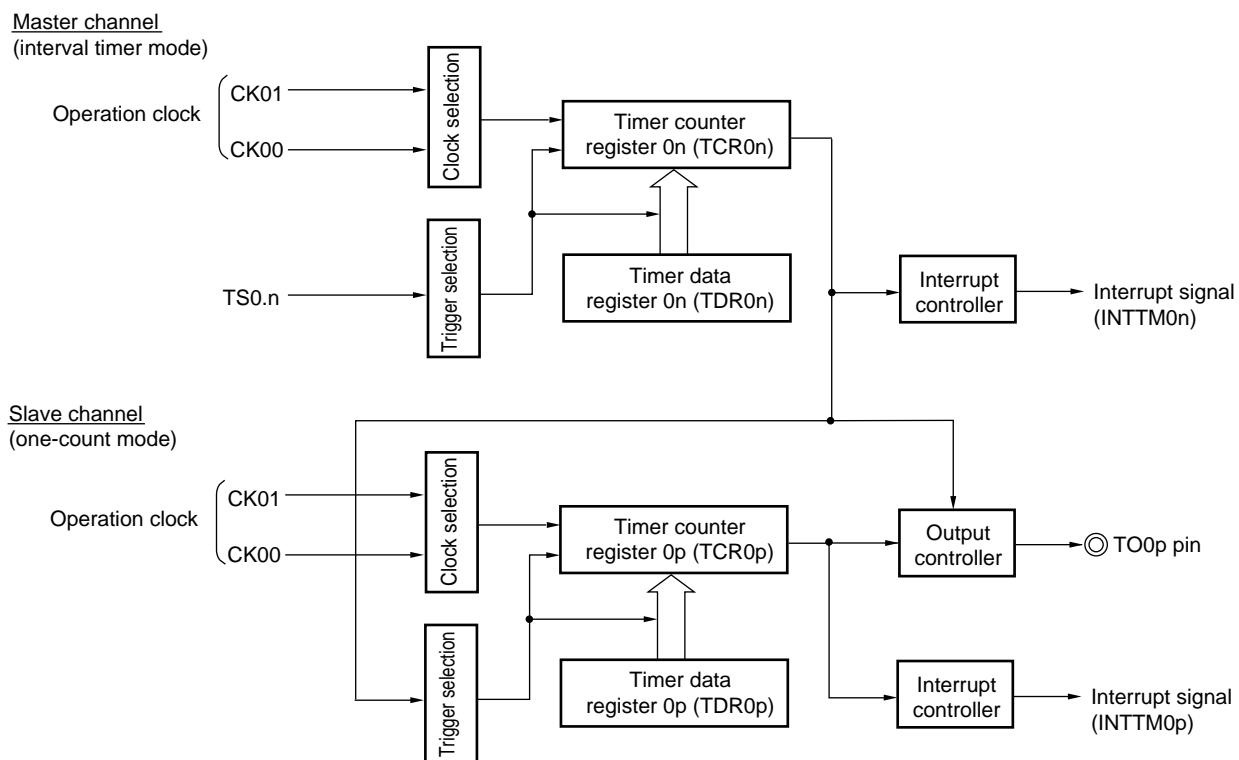 Master channel
(interval timer mode)
Operation clock
CK01
CK00
Clock selection
Timer counter
register 0n (TCR0n)
TS0.n
Trigger selection
Timer data
register 0n (TDR0n)
Interrupt
controller
Interrupt signal
(INTTM0n)
Slave channel
(one-count mode)
Operation clock
CK01
CK00
Clock selection
Timer counter
register 0p (TCR0p)
Output
controller
TO0p pin
Trigger selection
Timer data
register 0p (TDR0p)
Interrupt
controller
Interrupt signal
(INTTM0p)